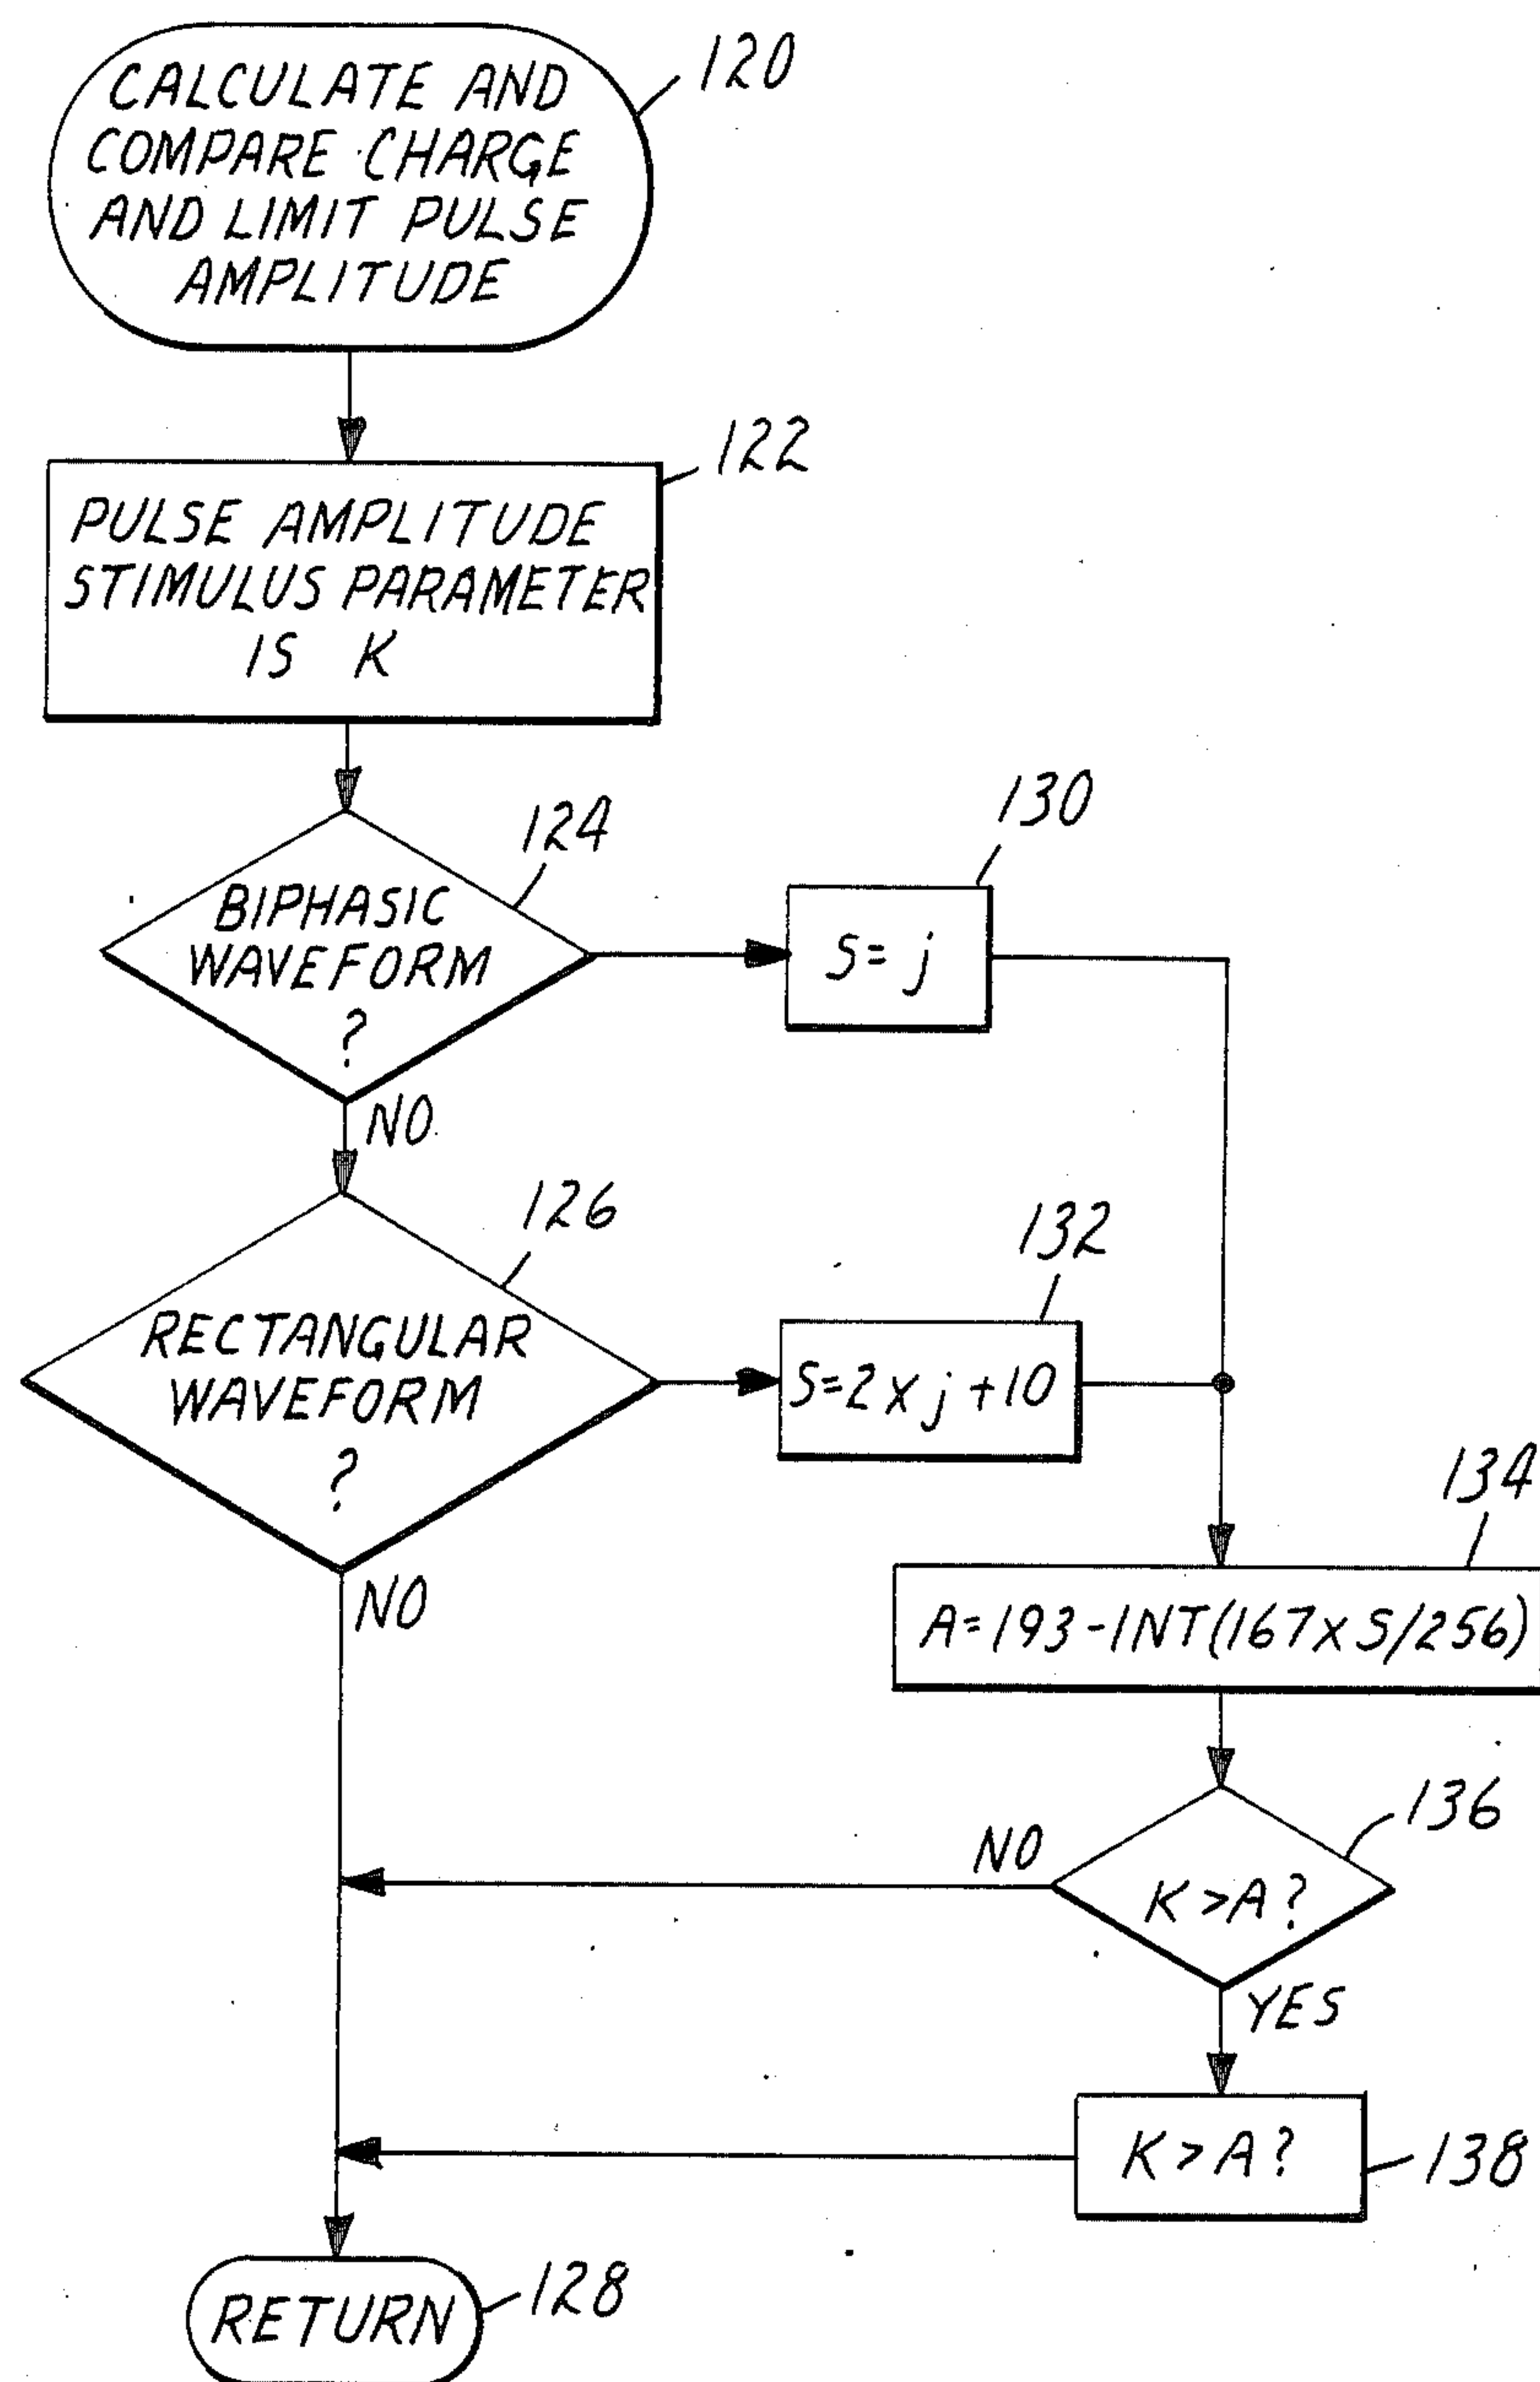 CALCULATE AND
COMPARE CHARGE
AND LIMIT PULSE
AMPLITUDE
120
PULSE AMPLITUDE
STIMULUS PARAMETER
IS K
122
BIPHASIC
WAVEFORM
?
124
S= j
130
NO
RECTANGULAR
WAVEFORM
?
126
S=2 x j +10
132
NO
A=193-INT(167xS/256)
134
K>A?
136
NO
YES
K>A?
138
RETURN
128